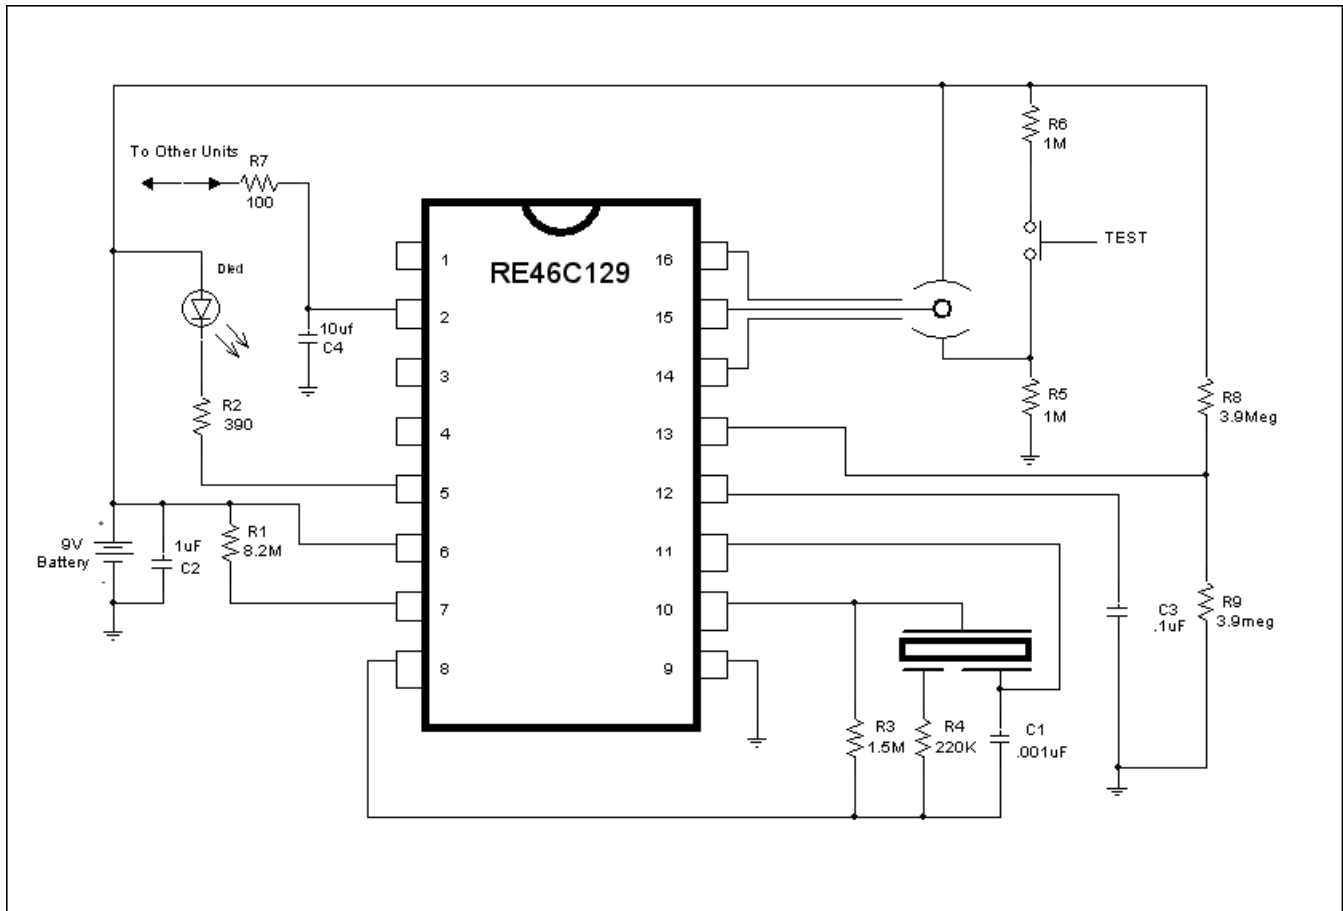 To Other Units
R7
100
R6
1M
TEST
Dled
10uf
C4
R2
390
R5
1M
R8
3.9Meg
RE46C129
1
2
3
4
5
6
7
8
16
15
14
13
12
11
10
9
+
9V
Battery
-
1uF
C2
R1
8.2M
C3
.1uF
R9
3.9meg
R3
1.5M
R4
220K
C1
.001uF